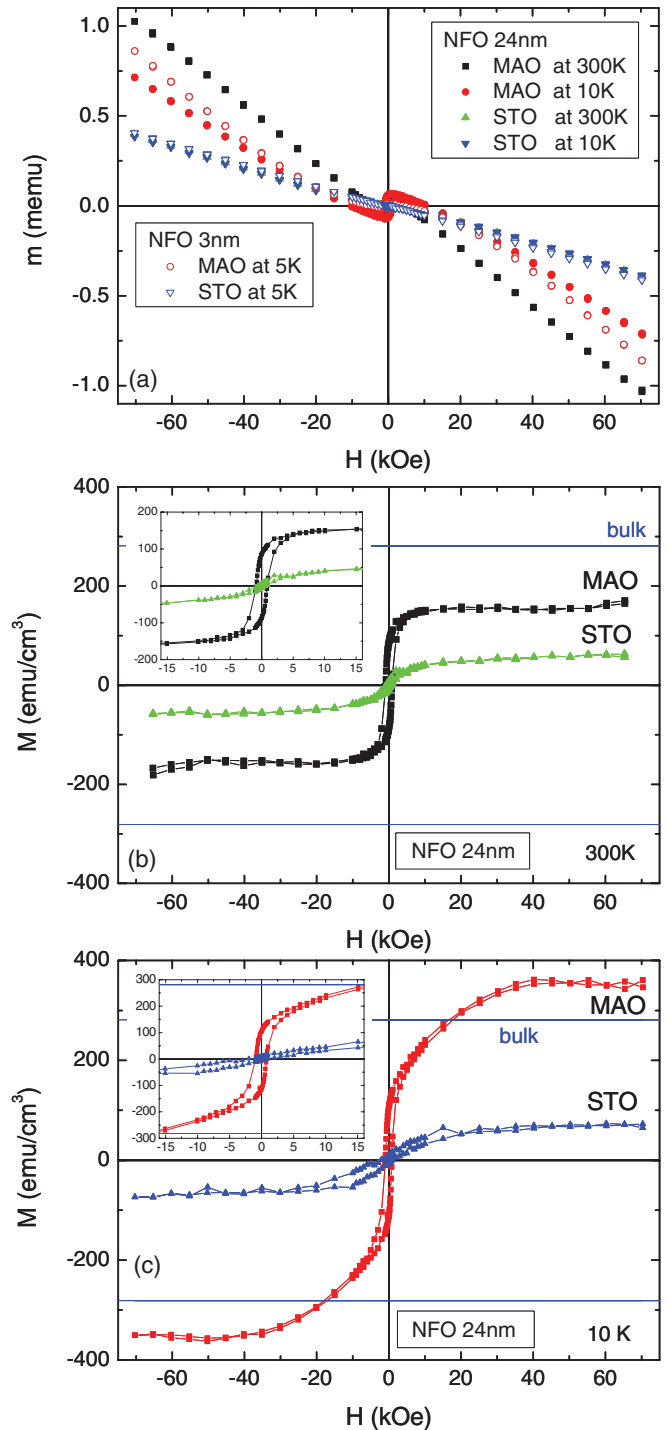 1.0
0.5
0.0
-0.5
-1.0
m (memu)
NFO 24nm
MAO at 300K
MAO at 10K
STO at 300K
STO at 10K
NFO 3nm
MAO at 5K
STO at 5K
(a)
-60 -40 -20 0 20 40 60
H (kOe)
400
200
0
-200
-400
M (emu/cm³)
200
150
100
50
0
-50
-100
-150
-200
-15 -10 -5 0 5 10 15
bulk
MAO
STO
(b)
NFO 24nm
300K
-60 -40 -20 0 20 40 60
H (kOe)
400
200
0
-200
-400
M (emu/cm³)
300
200
100
0
-100
-200
-300
-15 -10 -5 0 5 10 15
MAO
bulk
STO
(c)
NFO 24nm
10 K
-60 -40 -20 0 20 40 60
H (kOe)